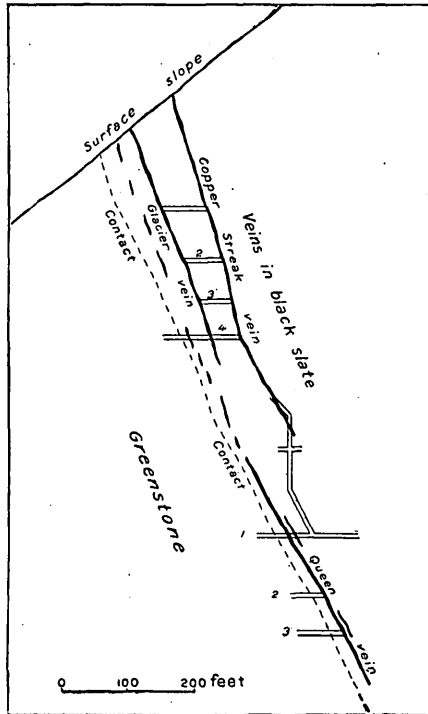 Surface slope
Contact
Glacier vein
Copper Streak vein
Veins in black slate
2
3
4
Contact
Greenstone
1
Queen vein
2
3
0 100 200 feet